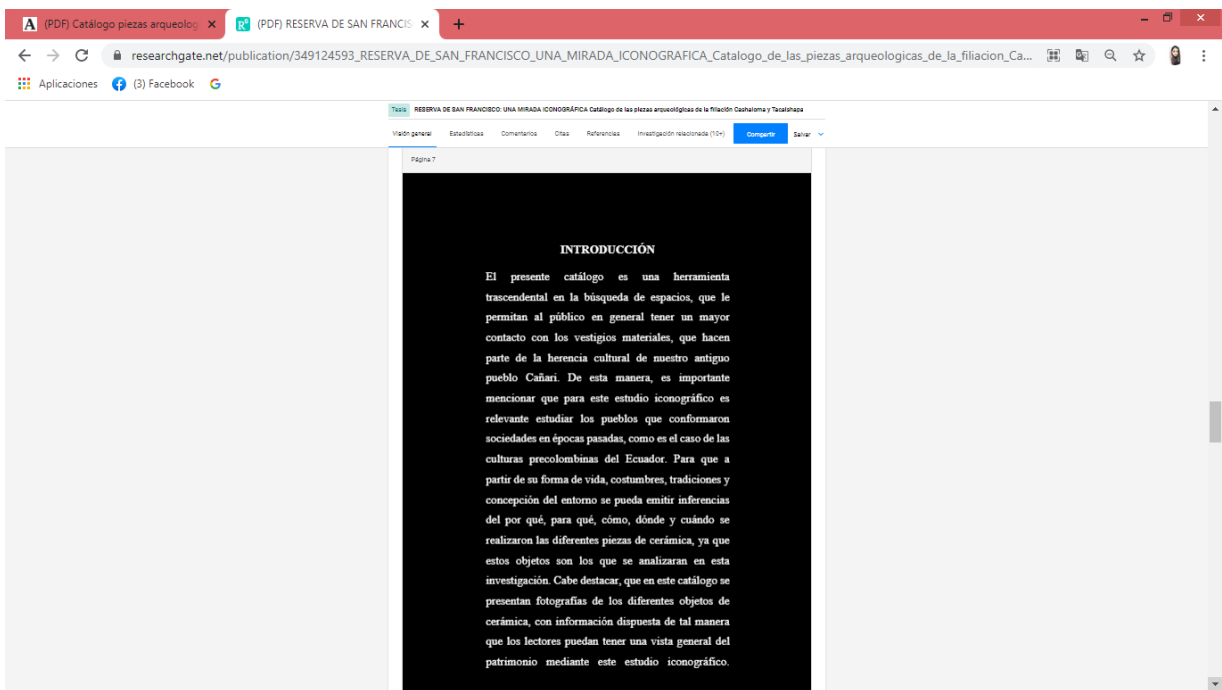 (PDF) Catálogo piezas arqueolog
(PDF) RESERVA DE SAN FRANCIS
researchgate.net/publication/349124593_RESERVA_DE_SAN_FRANCISCO_UNA_MIRADA_ICONOGRAFICA_Catalogo_de_las_piezas_arqueologicas_de_la_filiacion_Ca...
Aplicaciones (3) Facebook
Tesis RESERVA DE SAN FRANCISCO: UNA MIRADA ICONOGRÁFICA Catálogo de las piezas arqueológicas de la filiación Cashaloma y Tacalshapa
Visión general Estadísticas Comentarios Citas Referencias Investigación relacionada (10+) Compartir Salvar
Página 7
INTRODUCCIÓN
El presente catálogo es una herramienta
trascendental en la búsqueda de espacios, que le
permitan al público en general tener un mayor
contacto con los vestigios materiales, que hacen
parte de la herencia cultural de nuestro antiguo
pueblo Cañari. De esta manera, es importante
mencionar que para este estudio iconográfico es
relevante estudiar los pueblos que conformaron
sociedades en épocas pasadas, como es el caso de las
culturas precolombinas del Ecuador. Para que a
partir de su forma de vida, costumbres, tradiciones y
concepción del entorno se pueda emitir inferencias
del por qué, para qué, cómo, dónde y cuándo se
realizaron las diferentes piezas de cerámica, ya que
estos objetos son los que se analizaran en esta
investigación. Cabe destacar, que en este catálogo se
presentan fotografías de los diferentes objetos de
cerámica, con información dispuesta de tal manera
que los lectores puedan tener una vista general del
patrimonio mediante este estudio iconográfico.